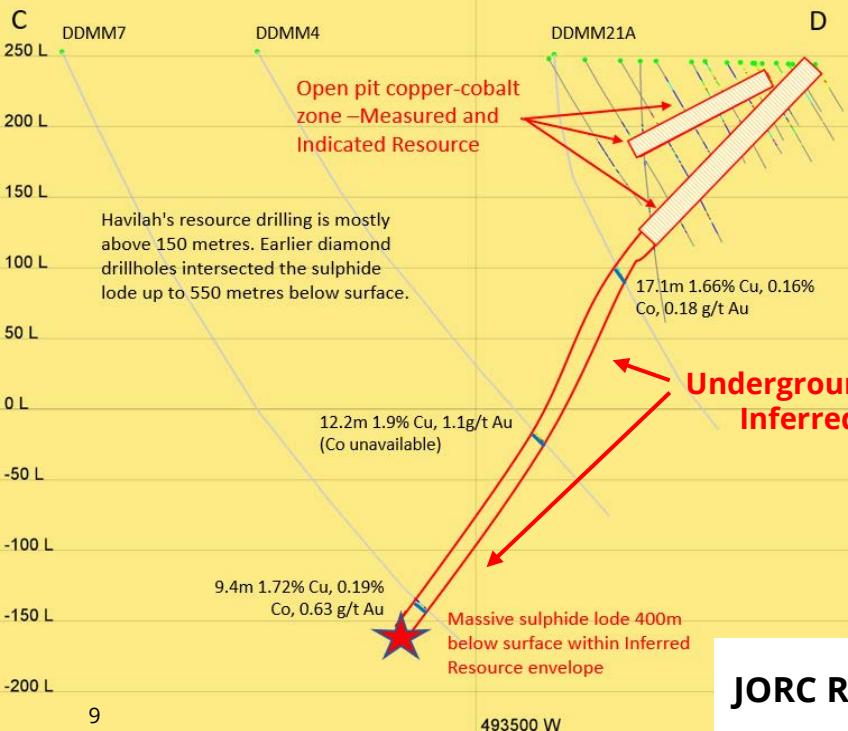 C
D
DDMM7
DDMM4
DDMM21A
250 L
200 L
150 L
100 L
50 L
0 L
-50 L
-100 L
-150 L
-200 L
Open pit copper-cobalt
zone –Measured and
Indicated Resource
Havilah's resource drilling is mostly
above 150 metres. Earlier diamond
drillholes intersected the sulphide
lode up to 550 metres below surface.
17.1m 1.66% Cu, 0.16%
Co, 0.18 g/t Au
Undergroun
Inferred
12.2m 1.9% Cu, 1.1g/t Au
(Co unavailable)
9.4m 1.72% Cu, 0.19%
Co, 0.63 g/t Au
Massive sulphide lode 400m
below surface within Inferred
Resource envelope
JORC R
9
493500 W